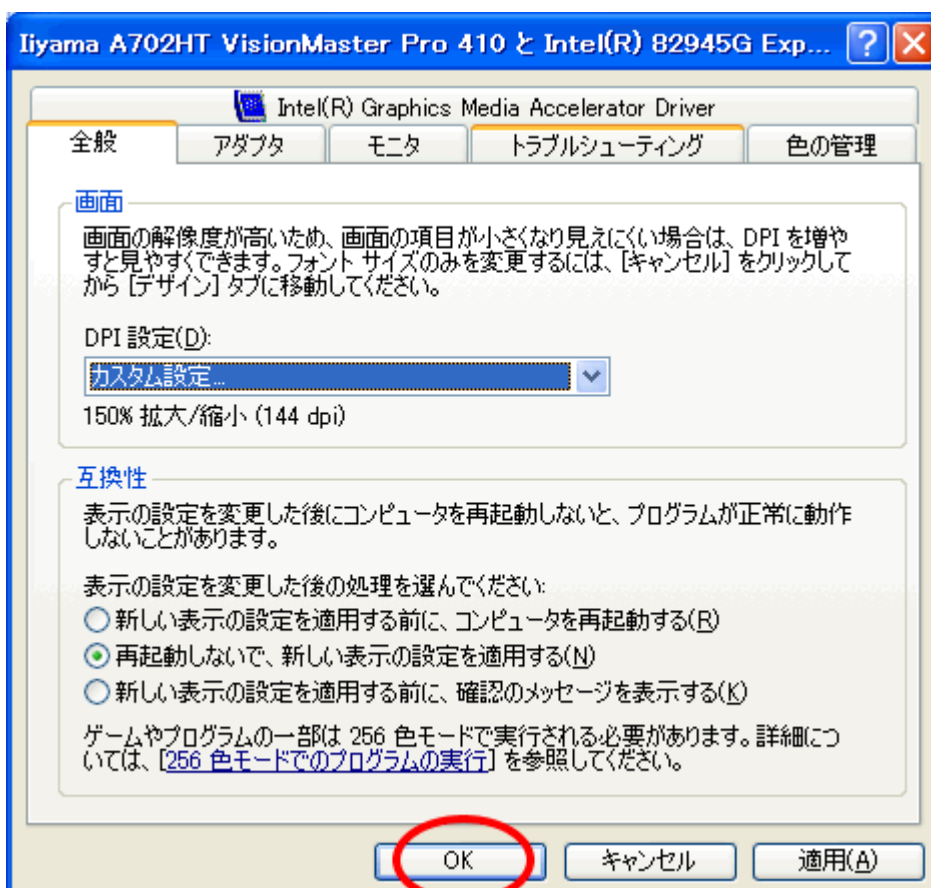 Iiyama A702HT VisionMaster Pro 410 と Intel(R) 82945G Exp...
Intel(R) Graphics Media Accelerator Driver
全般 アダプタ モニタ トラブルシューティング 色の管理
画面
画面の解像度が高いため、画面の項目が小さくなり見えにくい場合は、DPI を増や
すと見やすくできます。フォント サイズのみを変更するには、[キャンセル] をクリックして
から [デザイン] タブに移動してください。
DPI 設定(D):
カスタム設定...
150% 拡大/縮小 (144 dpi)
互換性
表示の設定を変更した後にコンピュータを再起動しないと、プログラムが正常に動作
しないことがあります。
表示の設定を変更した後の処理を選んでください:
新しい表示の設定を適用する前に、コンピュータを再起動する(R)
再起動しないで、新しい表示の設定を適用する(N)
新しい表示の設定を適用する前に、確認のメッセージを表示する(K)
ゲームやプログラムの一部は 256 色モードで実行される必要があります。詳細につ
いては、[256 色モードでのプログラムの実行] を参照してください。
OK キャンセル 適用(A)